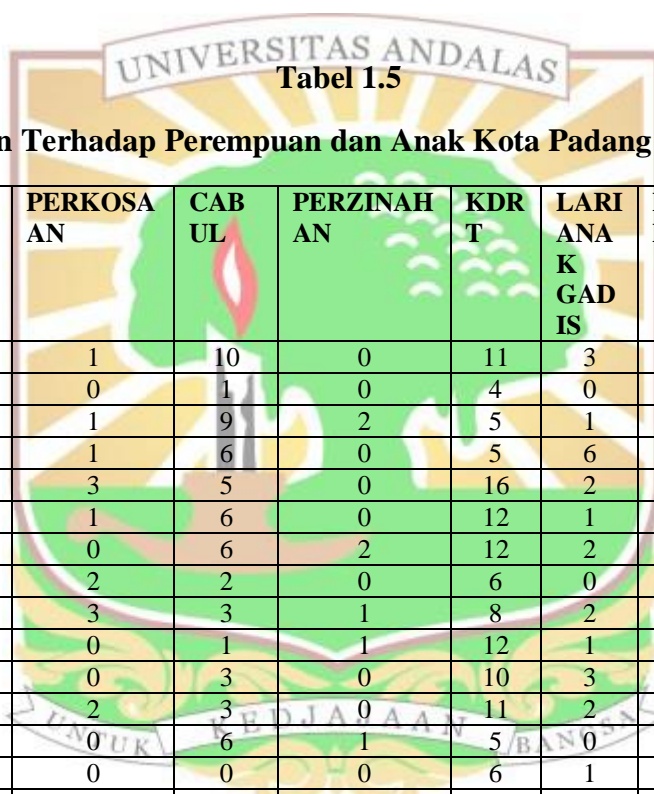 UNIVERSITAS ANDALAS
Tabel 1.5
n Terhadap Perempuan dan Anak Kota Padang
PERKOSA CAB PERZINAH KDR LARI
AN UL AN T ANA
K
GAD
IS
1 10 0 11 3
0 1 0 4 0
1 9 2 5 1
1 6 0 5 6
3 5 0 16 2
1 6 0 12 1
0 6 2 12 2
2 2 0 6 0
3 3 1 8 2
0 1 1 12 1
0 3 0 10 3
2 3 0 11 2
0 6 1 5 0
0 0 0 6 1
UNTUK KEDJAJAAN BANGSA